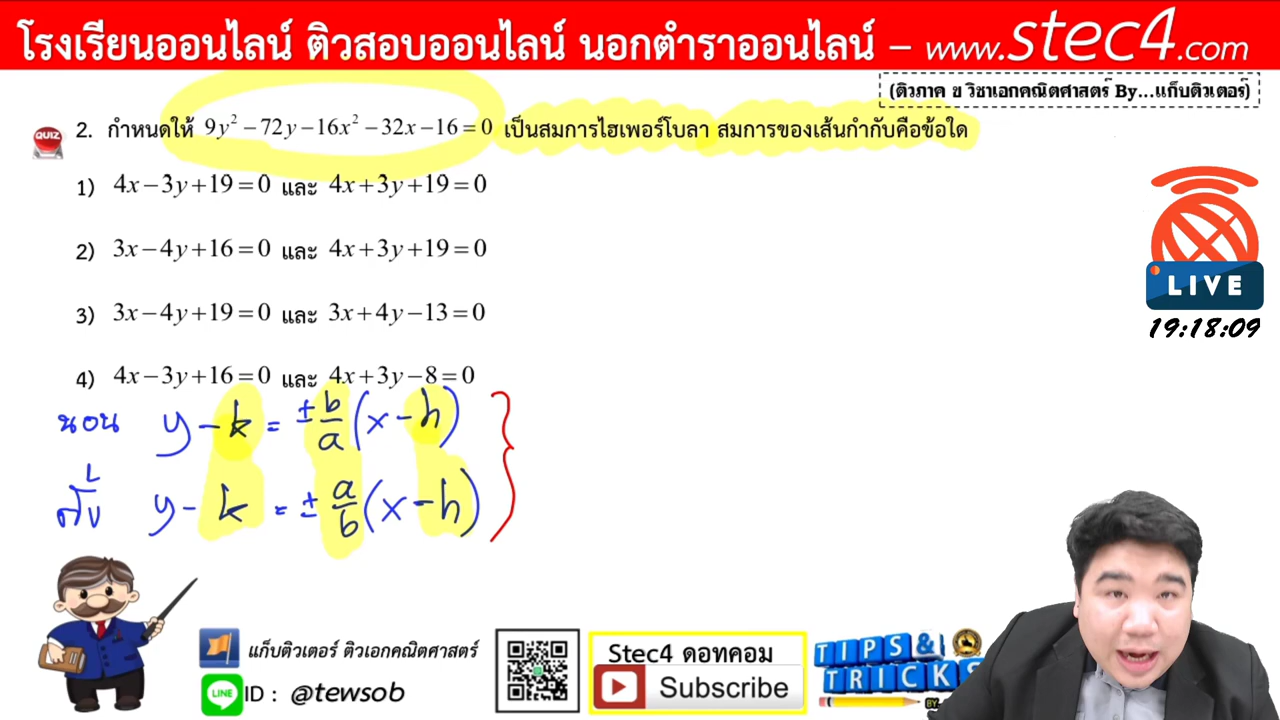 โรงเรียนออนไลน์ ติวสอบออนไลน์ นอกตำราออนไลน์ – www.stec4.com
(ติวภาค ข วิชาเอกคณิตศาสตร์ By...แก็บติวเตอร์)
QUIZ
2. กำหนดให้ 9y² − 72y − 16x² − 32x − 16 = 0 เป็นสมการไฮเพอร์โบลา สมการของเส้นกำกับคือข้อใด
1) 4x − 3y + 19 = 0 และ 4x + 3y + 19 = 0
2) 3x − 4y + 16 = 0 และ 4x + 3y + 19 = 0
3) 3x − 4y + 19 = 0 และ 3x + 4y − 13 = 0
4) 4x − 3y + 16 = 0 และ 4x + 3y − 8 = 0
LIVE
19:18:09
นอน y − k = ± b/a (x − h)
ตั้ง y − k = ± a/b (x − h)
แก็บติวเตอร์ ติวเอกคณิตศาสตร์
LINE ID : @tewsob
Stec4 ดอทคอม
Subscribe
TIPS &
TRICKS
BY